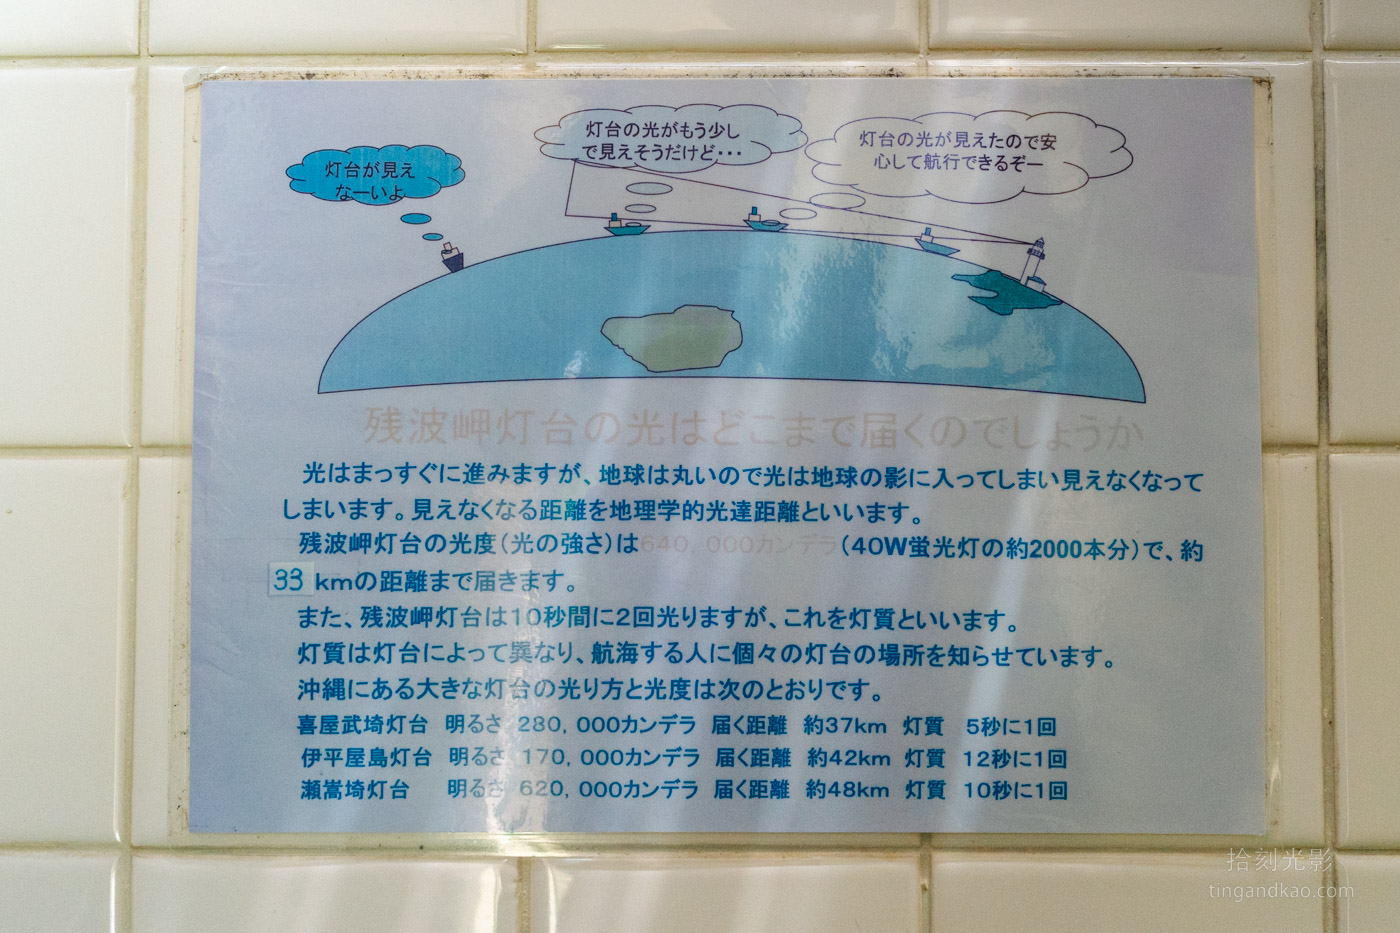 灯台が見え
なーいよ
灯台の光がもう少し
で見えそうだけど・・・
灯台の光が見えたので安
心して航行できるぞー
残波岬灯台の光はどこまで届くのでしょうか
光はまっすぐに進みますが、地球は丸いので光は地球の影に入ってしまい見えなくなって
しまいます。見えなくなる距離を地理学的光達距離といいます。
残波岬灯台の光度（光の強さ）は640,000カンデラ（40W蛍光灯の約2000本分）で、約
33kmの距離まで届きます。
また、残波岬灯台は10秒間に2回光りますが、これを灯質といいます。
灯質は灯台によって異なり、航海する人に個々の灯台の場所を知らせています。
沖縄にある大きな灯台の光り方と光度は次のとおりです。
喜屋武埼灯台 明るさ 280,000カンデラ 届く距離 約37km 灯質 5秒に1回
伊平屋島灯台 明るさ 170,000カンデラ 届く距離 約42km 灯質 12秒に1回
瀬嵩埼灯台 明るさ 620,000カンデラ 届く距離 約48km 灯質 10秒に1回
拾刻光影
tingandkao.com